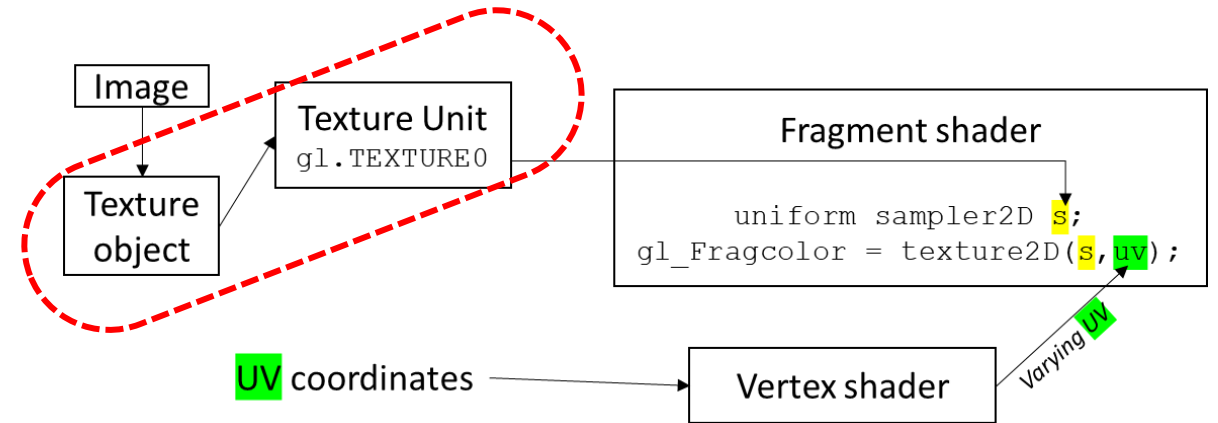 Image
Texture Unit
gl.TEXTURE0
Texture
object
Fragment shader
uniform sampler2D s;
gl_Fragcolor = texture2D(s,uv);
Varying UV
UV coordinates
Vertex shader